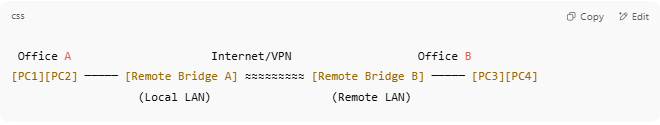 css Copy Edit
Office A Internet/VPN Office B
[PC1][PC2] ───── [Remote Bridge A] ≈≈≈≈≈≈≈≈≈ [Remote Bridge B] ───── [PC3][PC4]
(Local LAN) (Remote LAN)